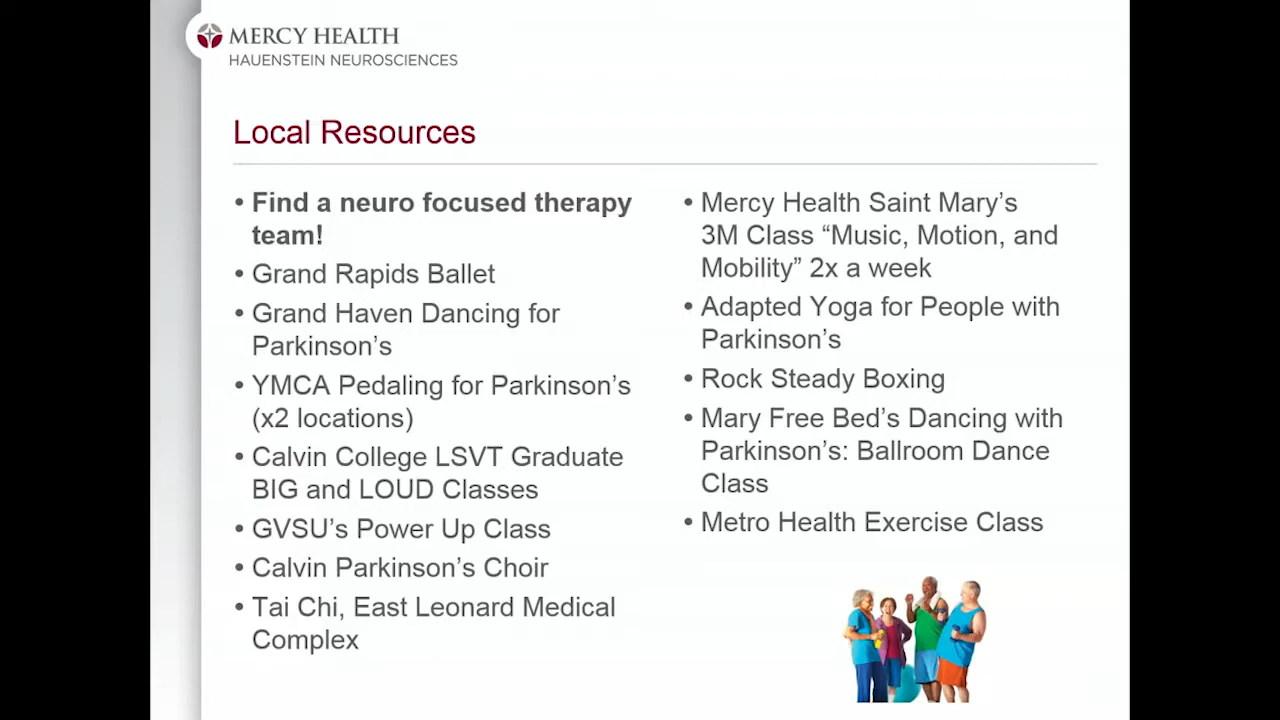 MERCY HEALTH
HAUENSTEIN NEUROSCIENCES
Local Resources
• Find a neuro focused therapy
team!
• Grand Rapids Ballet
• Grand Haven Dancing for
Parkinson’s
• YMCA Pedaling for Parkinson’s
(x2 locations)
• Calvin College LSVT Graduate
BIG and LOUD Classes
• GVSU’s Power Up Class
• Calvin Parkinson’s Choir
• Tai Chi, East Leonard Medical
Complex
• Mercy Health Saint Mary’s
3M Class “Music, Motion, and
Mobility” 2x a week
• Adapted Yoga for People with
Parkinson’s
• Rock Steady Boxing
• Mary Free Bed’s Dancing with
Parkinson’s: Ballroom Dance
Class
• Metro Health Exercise Class